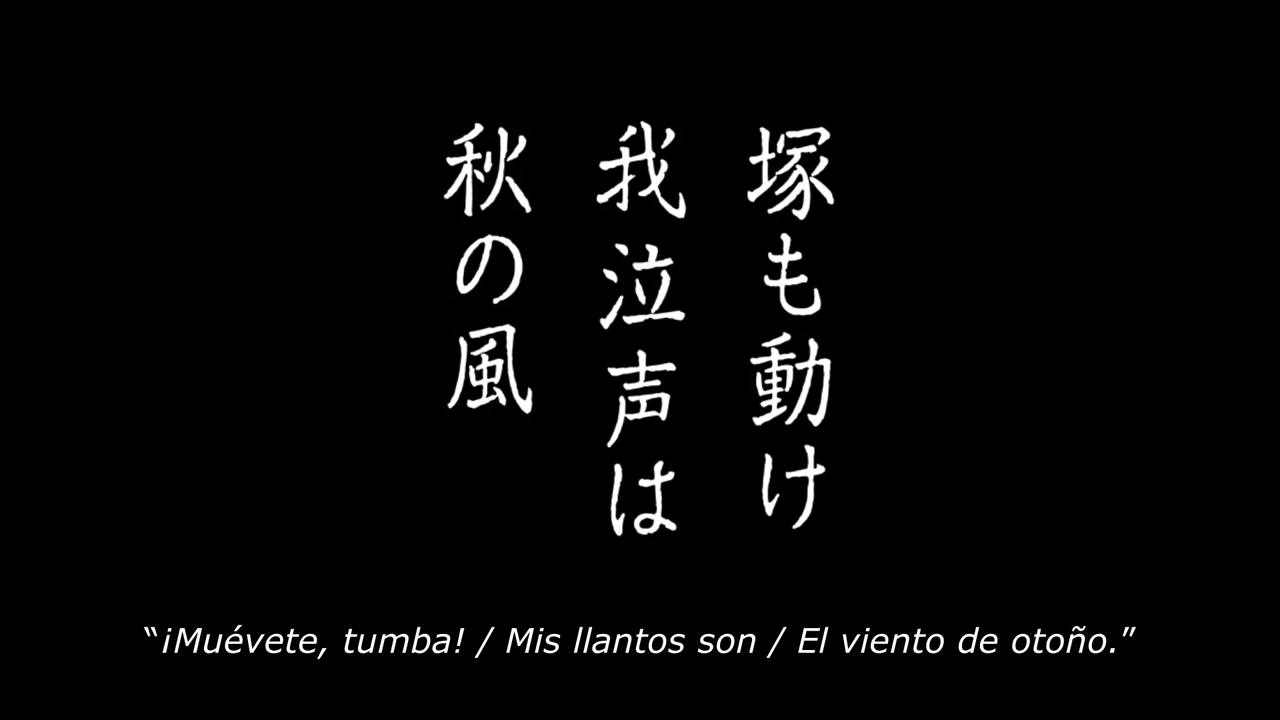 塚も動け
我泣声は
秋の風
“¡Muévete, tumba! / Mis llantos son / El viento de otoño.”